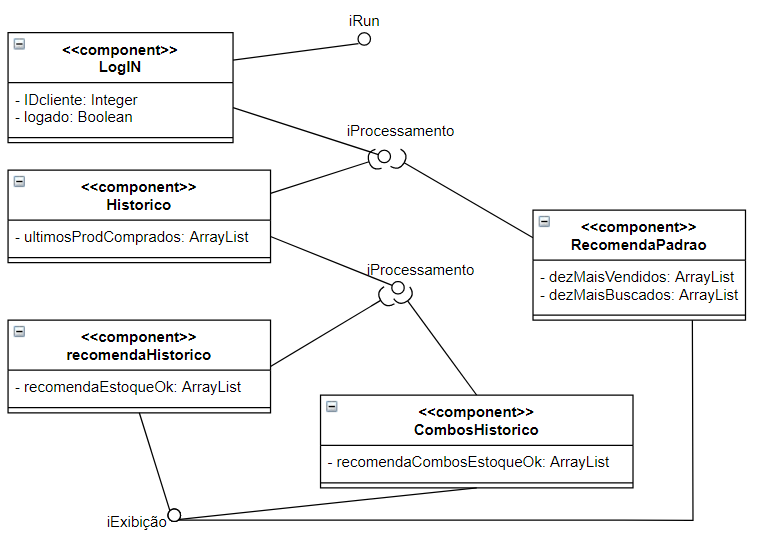 iRun
<<component>>
LogIN
- IDcliente: Integer
- logado: Boolean
iProcessamento
<<component>>
Historico
- ultimosProdComprados: ArrayList
<<component>>
RecomendaPadrao
- dezMaisVendidos: ArrayList
- dezMaisBuscados: ArrayList
iProcessamento
<<component>>
recomendaHistorico
- recomendaEstoqueOk: ArrayList
<<component>>
CombosHistorico
- recomendaCombosEstoqueOk: ArrayList
iExibição